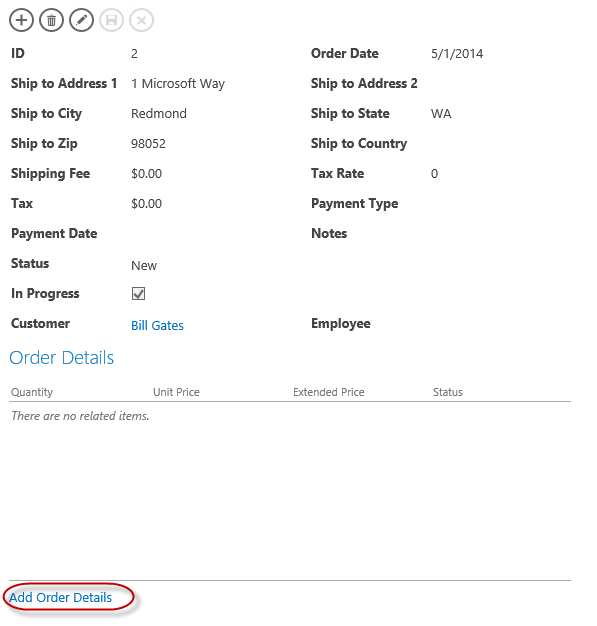 ID 2 Order Date 5/1/2014
Ship to Address 1 1 Microsoft Way Ship to Address 2
Ship to City Redmond Ship to State WA
Ship to Zip 98052 Ship to Country
Shipping Fee $0.00 Tax Rate 0
Tax $0.00 Payment Type
Payment Date Notes
Status New
In Progress
Customer Bill Gates Employee
Order Details
Quantity Unit Price Extended Price Status
There are no related items.
Add Order Details